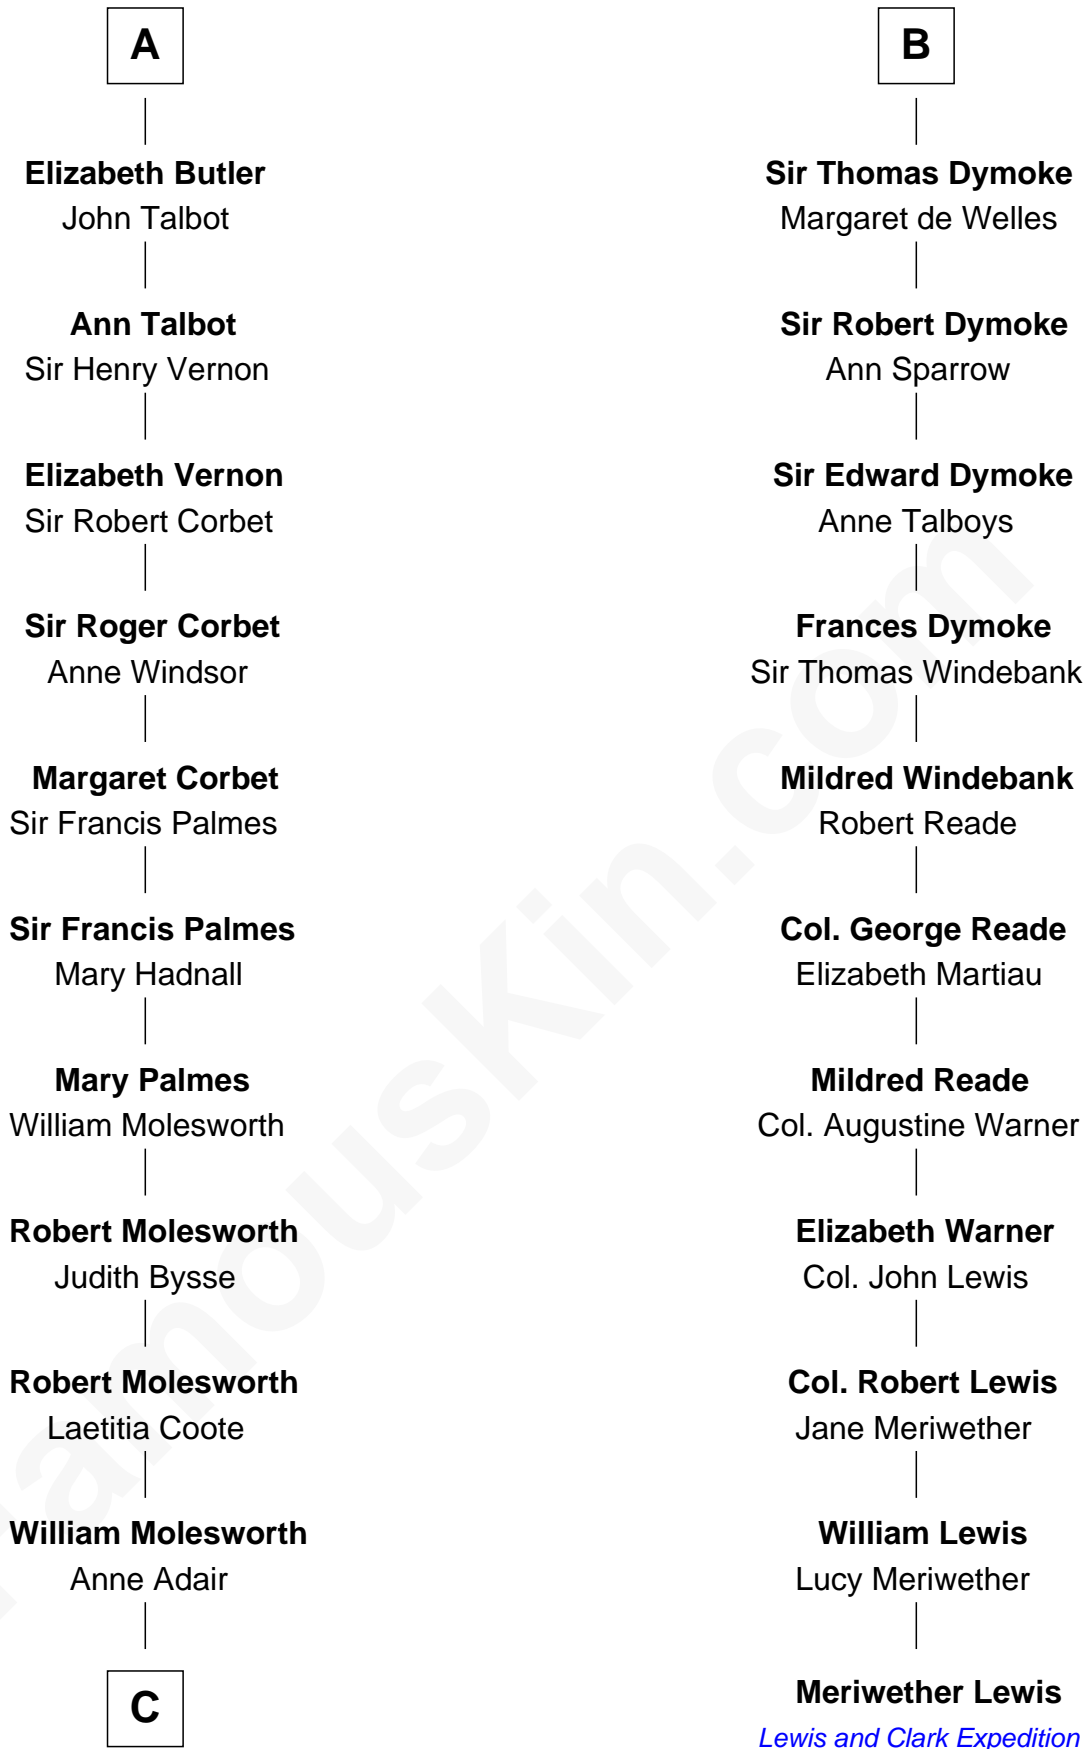 A
Elizabeth Butler
John Talbot
Ann Talbot
Sir Henry Vernon
Elizabeth Vernon
Sir Robert Corbet
Sir Roger Corbet
Anne Windsor
Margaret Corbet
Sir Francis Palmes
Sir Francis Palmes
Mary Hadnall
Mary Palmes
William Molesworth
Robert Molesworth
Judith Bysse
Robert Molesworth
Laetitia Coote
William Molesworth
Anne Adair
C
B
Sir Thomas Dymoke
Margaret de Welles
Sir Robert Dymoke
Ann Sparrow
Sir Edward Dymoke
Anne Talboys
Frances Dymoke
Sir Thomas Windebank
Mildred Windebank
Robert Reade
Col. George Reade
Elizabeth Martiau
Mildred Reade
Col. Augustine Warner
Elizabeth Warner
Col. John Lewis
Col. Robert Lewis
Jane Meriwether
William Lewis
Lucy Meriwether
Meriwether Lewis
Lewis and Clark Expedition
FamousKin.com